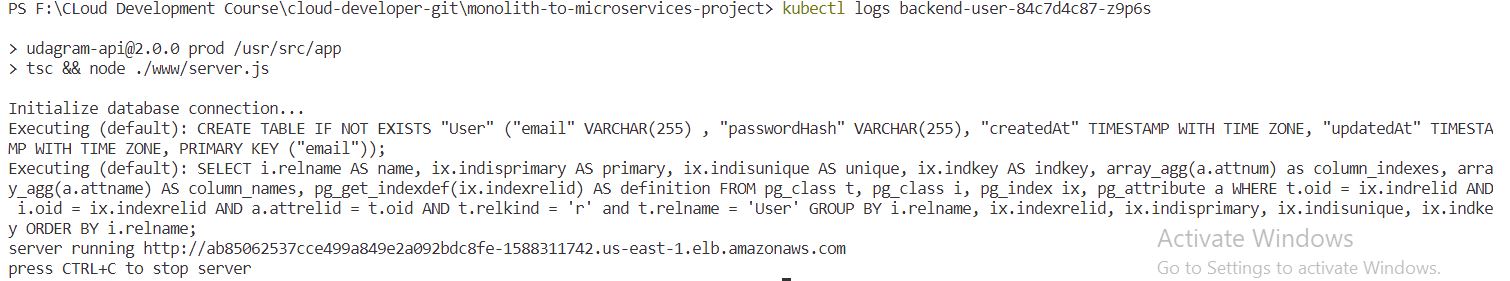 PS F:\CLoud Development Course\cloud-developer-git\monolith-to-microservices-project> kubectl logs backend-user-84c7d4c87-z9p6s
> udagram-api@2.0.0 prod /usr/src/app
> tsc && node ./www/server.js
Initialize database connection...
Executing (default): CREATE TABLE IF NOT EXISTS "User" ("email" VARCHAR(255) , "passwordHash" VARCHAR(255), "createdAt" TIMESTAMP WITH TIME ZONE, "updatedAt" TIMESTA
MP WITH TIME ZONE, PRIMARY KEY ("email"));
Executing (default): SELECT i.relname AS name, ix.indisprimary AS primary, ix.indisunique AS unique, ix.indkey AS indkey, array_agg(a.attnum) as column_indexes, arra
y_agg(a.attname) AS column_names, pg_get_indexdef(ix.indexrelid) AS definition FROM pg_class t, pg_class i, pg_index ix, pg_attribute a WHERE t.oid = ix.indrelid AND
i.oid = ix.indexrelid AND a.attrelid = t.oid AND t.relkind = 'r' and t.relname = 'User' GROUP BY i.relname, ix.indexrelid, ix.indisprimary, ix.indisunique, ix.indke
y ORDER BY i.relname;
server running http://ab85062537cce499a849e2a092bdc8fe-1588311742.us-east-1.elb.amazonaws.com
press CTRL+C to stop server
Activate Windows
Go to Settings to activate Windows.